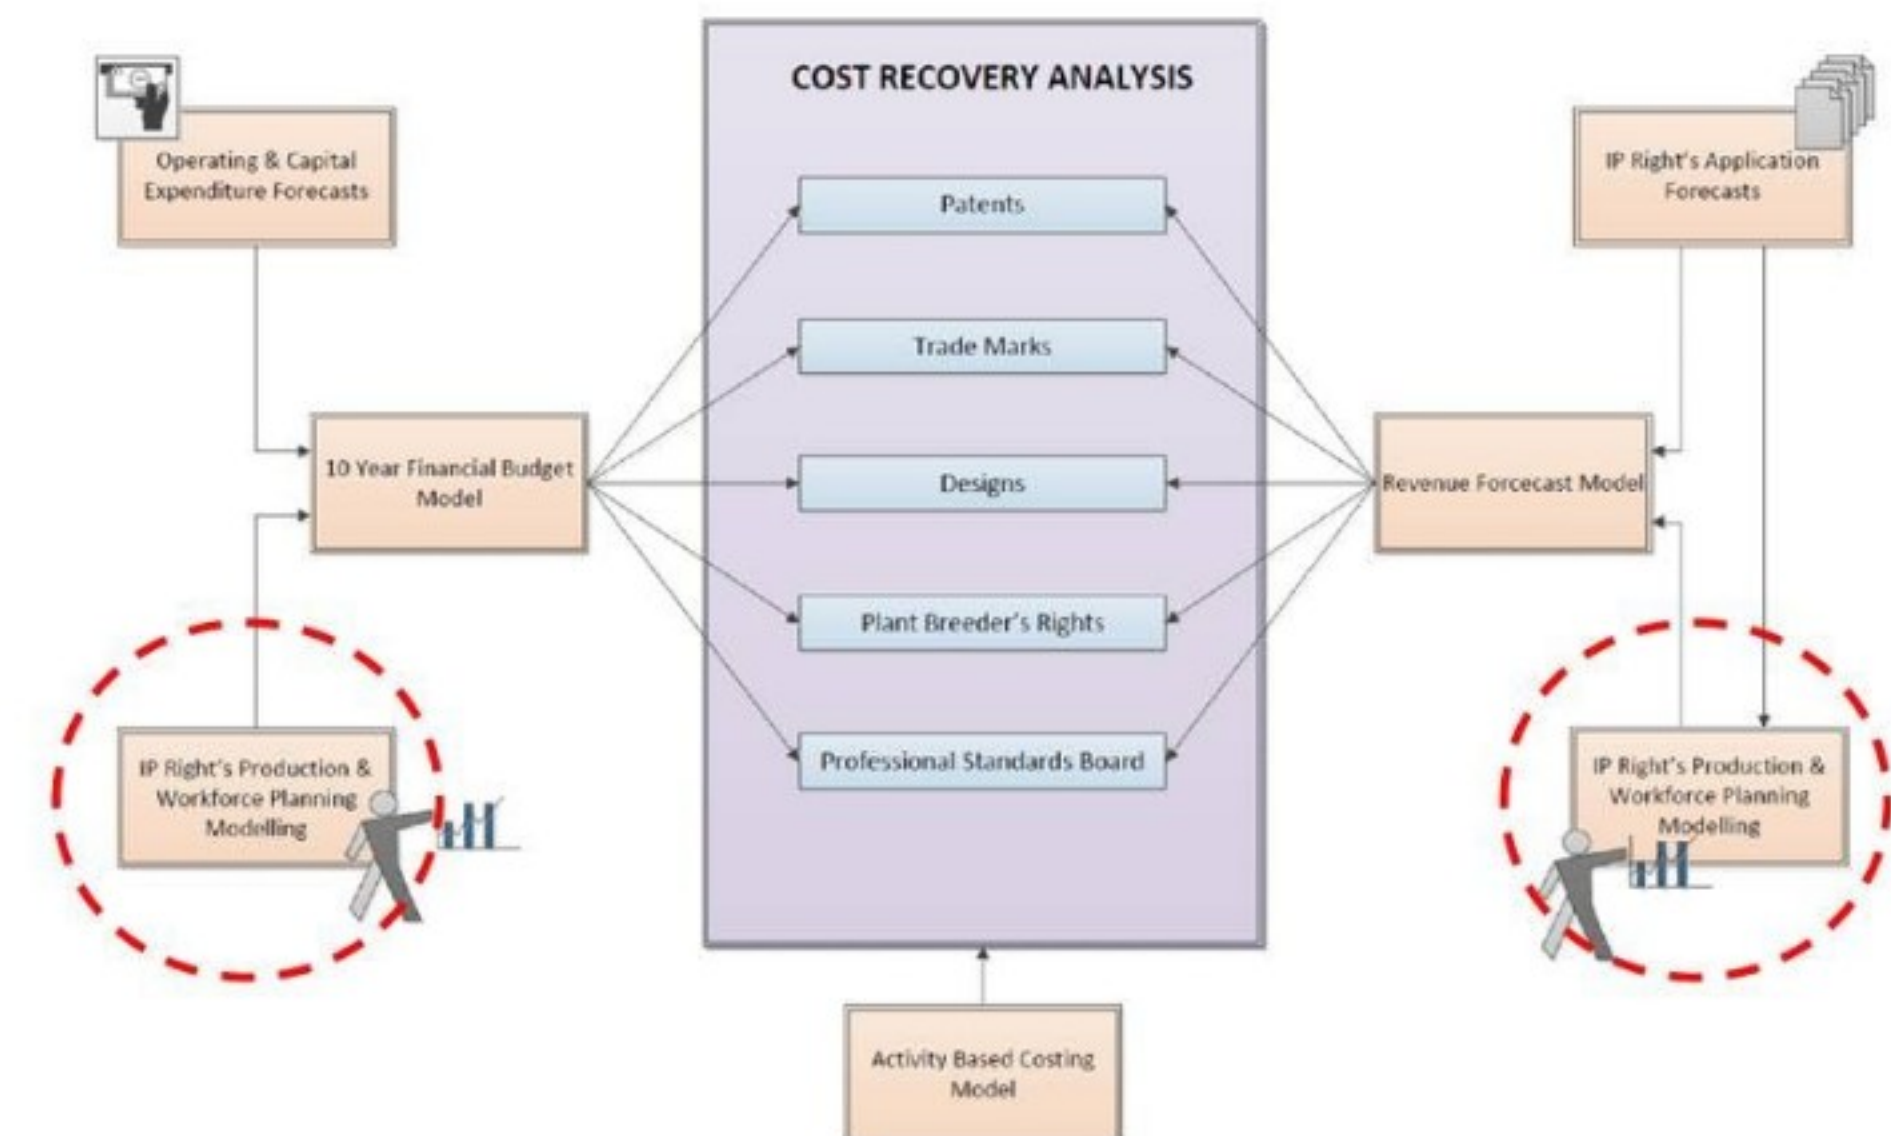 COST RECOVERY ANALYSIS
Operating & Capital
Expenditure Forecasts
IP Right's Application
Forecasts
Patents
Trade Marks
10 Year Financial Budget
Model
Designs
Revenue Forcecast Model
Plant Breeder's Rights
Professional Standards Board
IP Right's Production &
Workforce Planning
Modelling
IP Right's Production &
Workforce Planning
Modelling
Activity Based Costing
Model